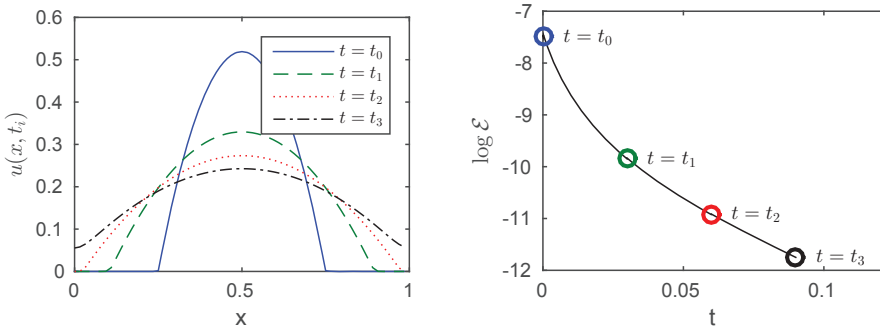 0.6
0.5
0.4
0.3
0.2
0.1
0
u(x, t_i)
0
0.5
1
x
t = t_0
t = t_1
t = t_2
t = t_3
-7
-8
-9
-10
-11
-12
log ℰ
0
0.05
0.1
t
t = t_0
t = t_1
t = t_2
t = t_3